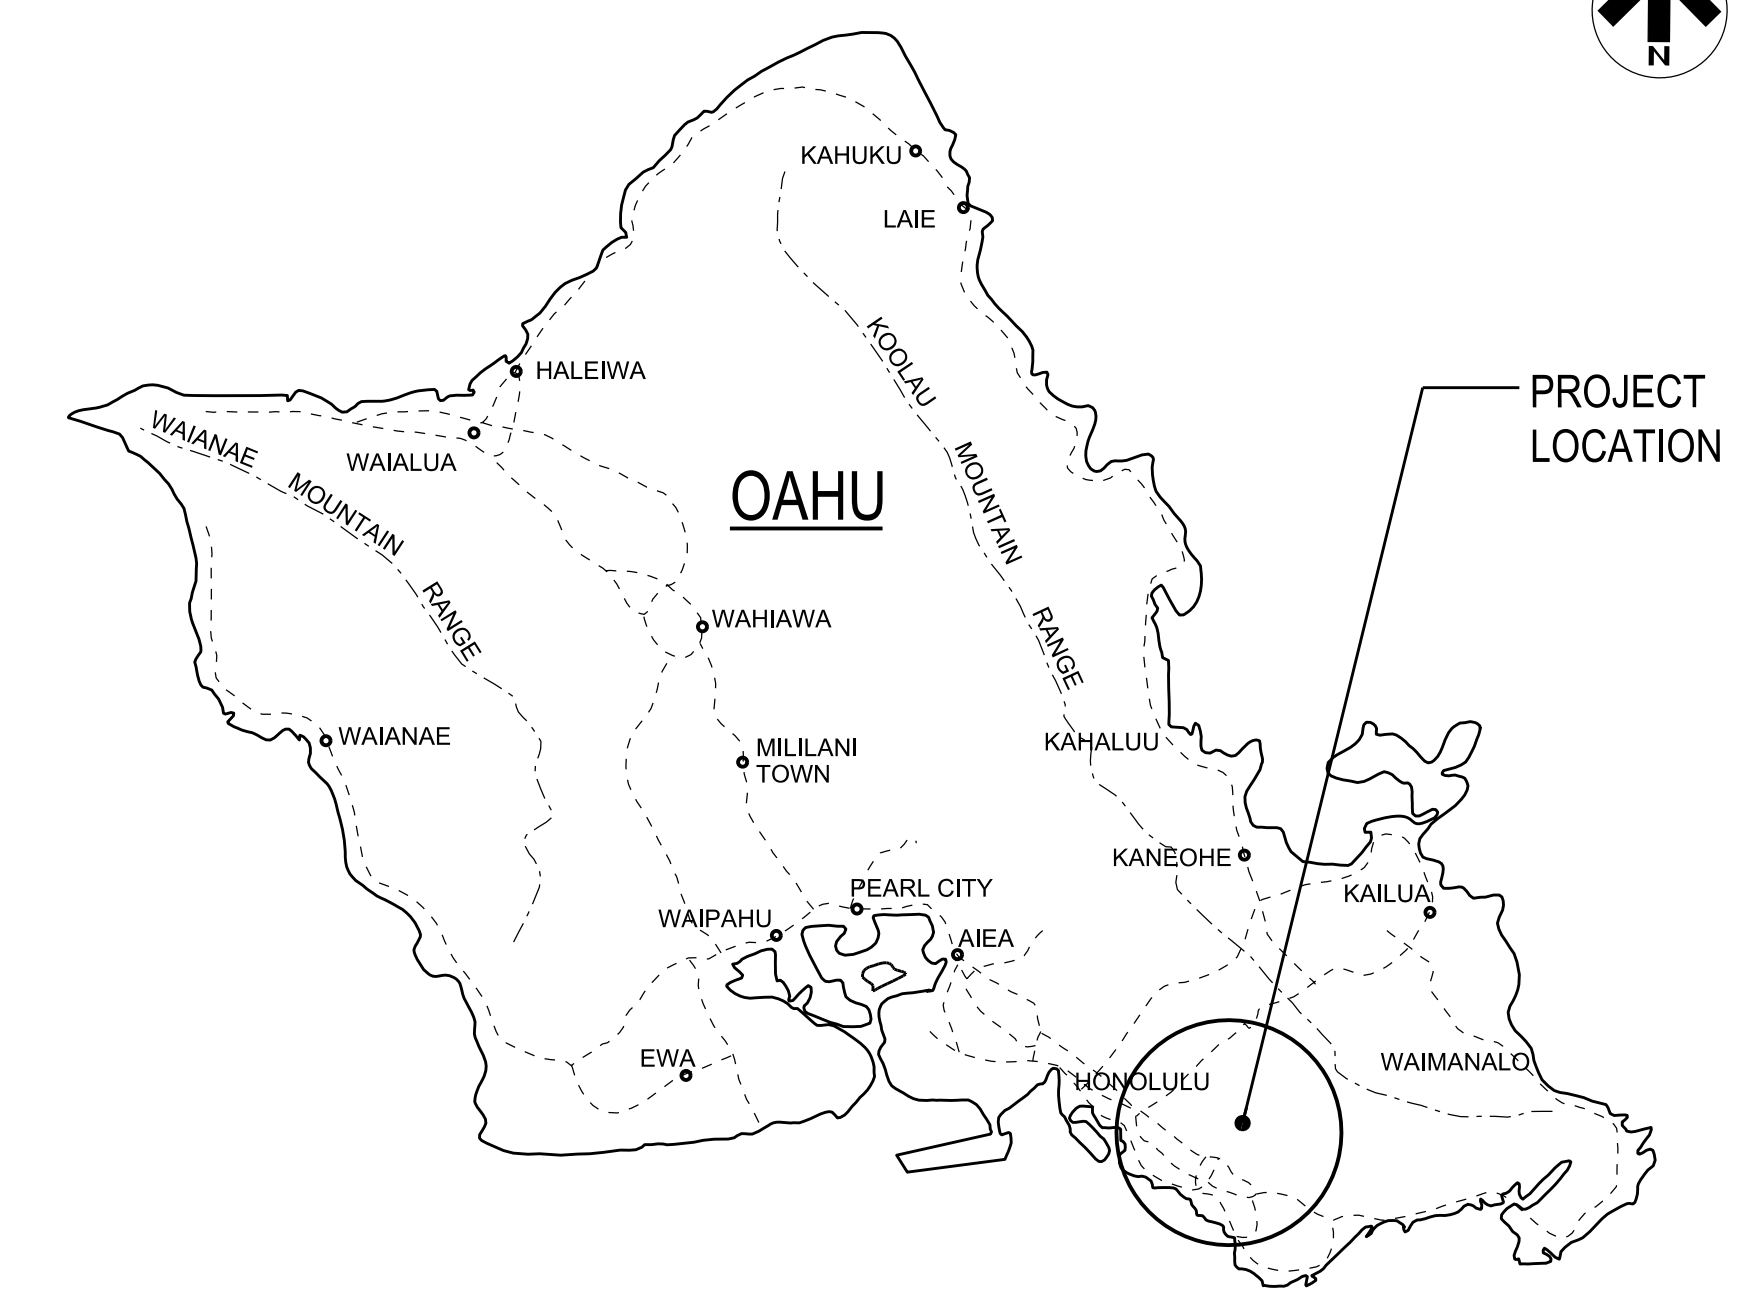 N
KAHUKU
LAIE
KOOLAU
HALEIWA
PROJECT
LOCATION
WAIANAE
WAIALUA
MOUNTAIN
OAHU
MOUNTAIN
RANGE
WAHIAWA
RANGE
WAIANAE
KAHALUU
MILILANI
TOWN
KANEOHE
PEARL CITY
KAILUA
WAIPAHU
AIEA
EWA
WAIMANALO
HONOLULU